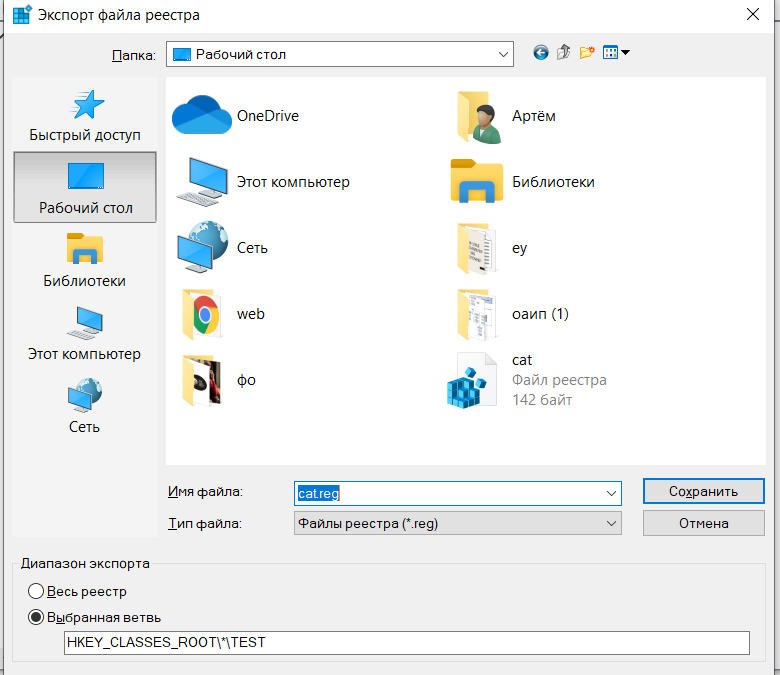 Экспорт файла реестра
Папка:
Рабочий стол
Быстрый доступ
Рабочий стол
Библиотеки
Этот компьютер
Сеть
OneDrive
Артём
Этот компьютер
Библиотеки
Сеть
еу
web
оаип (1)
фо
cat
Файл реестра
142 байт
Имя файла:
cat.reg
Сохранить
Тип файла:
Файлы реестра (*.reg)
Отмена
Диапазон экспорта
Весь реестр
Выбранная ветвь
HKEY_CLASSES_ROOT\*\TEST